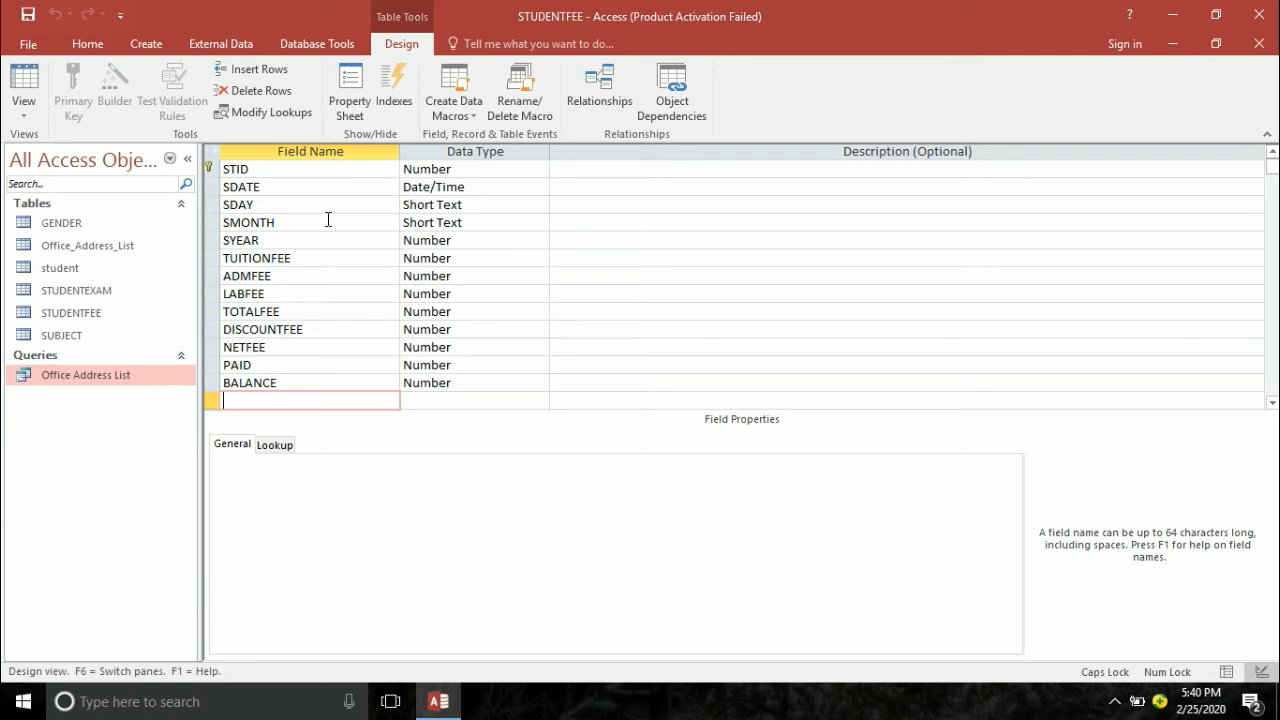 Table Tools
STUDENTFEE - Access (Product Activation Failed)
?
File
Home
Create
External Data
Database Tools
Design
Tell me what you want to do...
Sign in
View
Primary Key
Builder
Test Validation Rules
Insert Rows
Delete Rows
Modify Lookups
Property Sheet
Indexes
Create Data Macros
Rename/ Delete Macro
Relationships
Object Dependencies
Views
Tools
Show/Hide
Field, Record & Table Events
Relationships
All Access Obje...
Search...
Tables
GENDER
Office_Address_List
student
STUDENTEXAM
STUDENTFEE
SUBJECT
Queries
Office Address List
Field Name Data Type Description (Optional)
STID Number
SDATE Date/Time
SDAY Short Text
SMONTH Short Text
SYEAR Number
TUITIONFEE Number
ADMFEE Number
LABFEE Number
TOTALFEE Number
DISCOUNTFEE Number
NETFEE Number
PAID Number
BALANCE Number
Field Properties
General Lookup
A field name can be up to 64 characters long,
including spaces. Press F1 for help on field
names.
Design view. F6 = Switch panes. F1 = Help.
Caps Lock Num Lock
Type here to search
5:40 PM
2/25/2020
2